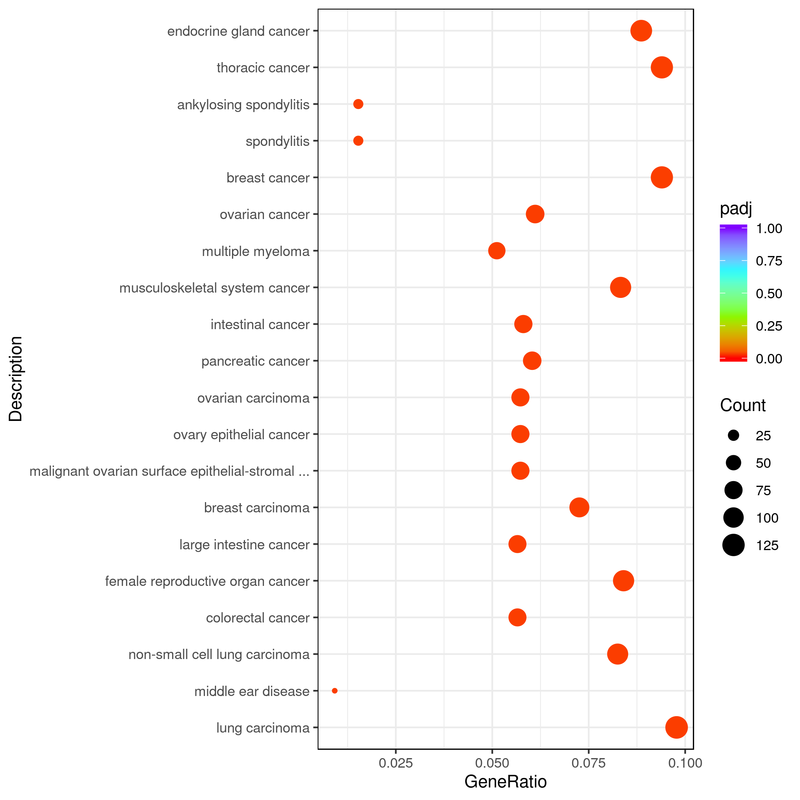 endocrine gland cancer
thoracic cancer
ankylosing spondylitis
spondylitis
breast cancer
ovarian cancer
multiple myeloma
musculoskeletal system cancer
intestinal cancer
pancreatic cancer
ovarian carcinoma
ovary epithelial cancer
malignant ovarian surface epithelial-stromal ...
breast carcinoma
large intestine cancer
female reproductive organ cancer
colorectal cancer
non-small cell lung carcinoma
middle ear disease
lung carcinoma
Description
0.025 0.050 0.075 0.100
GeneRatio
padj
1.00
0.75
0.50
0.25
0.00
Count
25
50
75
100
125